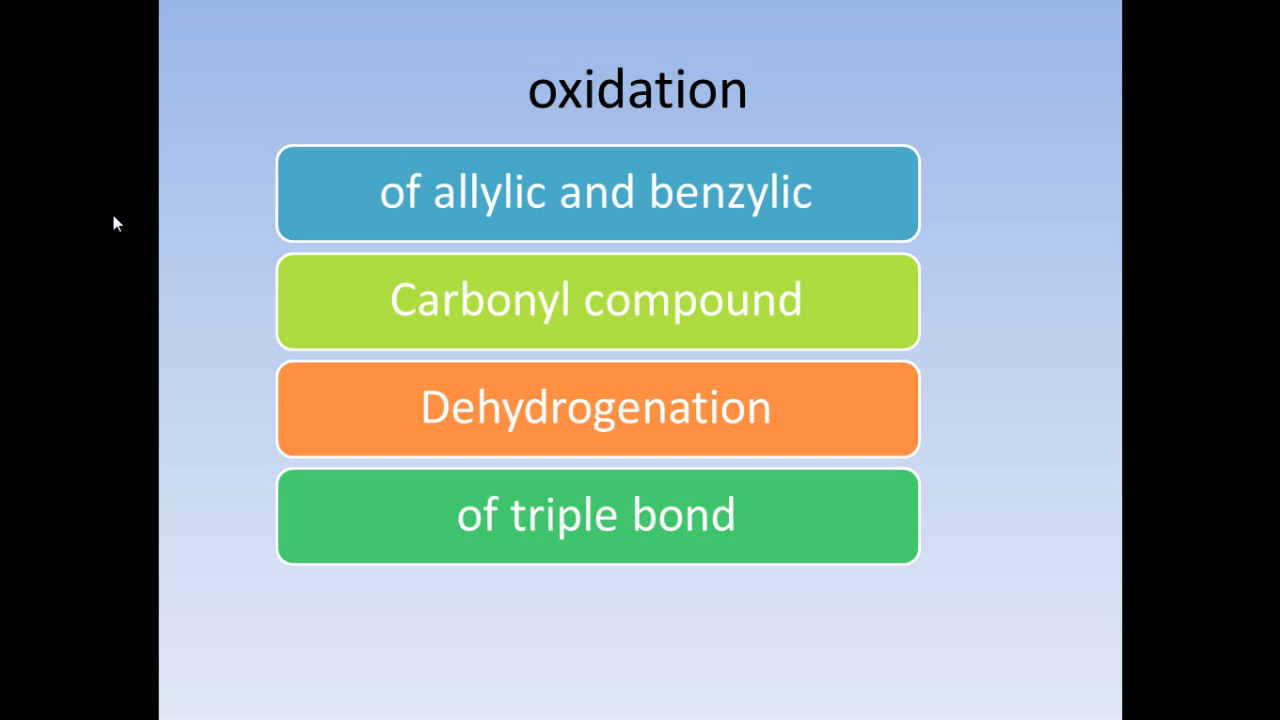 oxidation
of allylic and benzylic
Carbonyl compound
Dehydrogenation
of triple bond